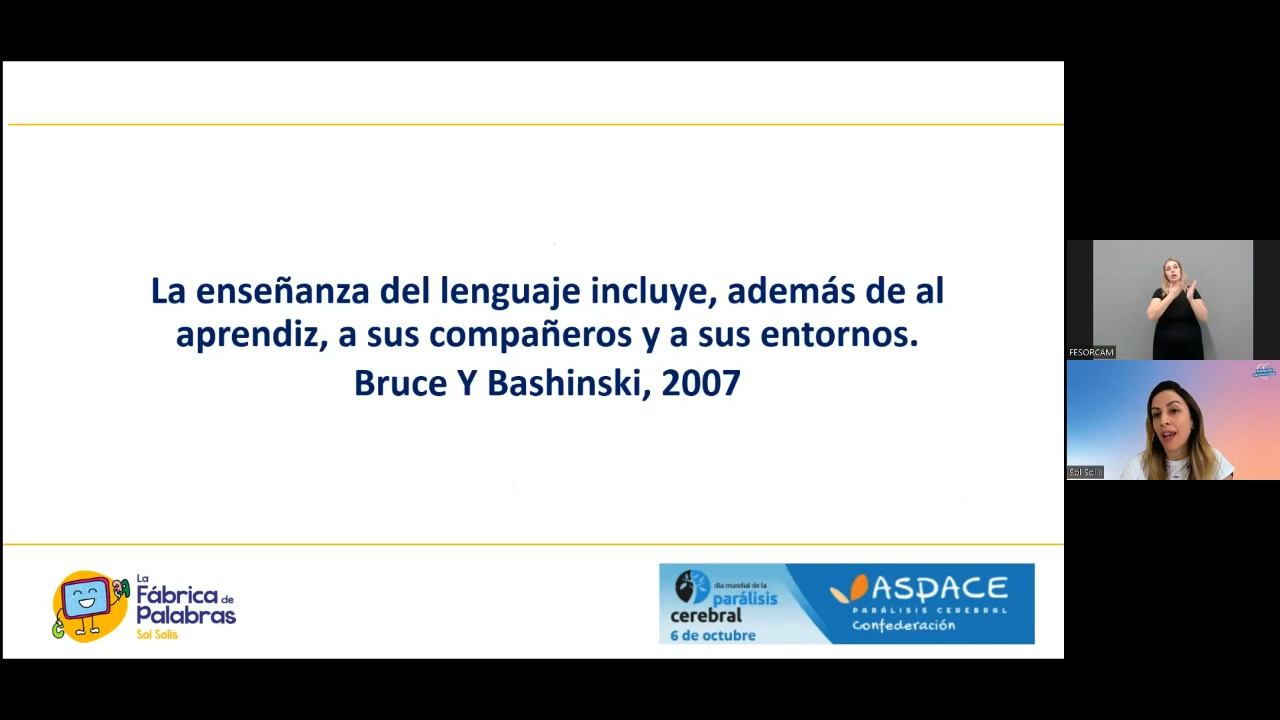 La enseñanza del lenguaje incluye, además de al
aprendiz, a sus compañeros y a sus entornos.
Bruce Y Bashinski, 2007
La
Fábrica de
Palabras
Sol Solís
día mundial de la
parálisis
cerebral
6 de octubre
ASPACE
PARÁLISIS CEREBRAL
Confederación
FESORCAM
Sol Solís